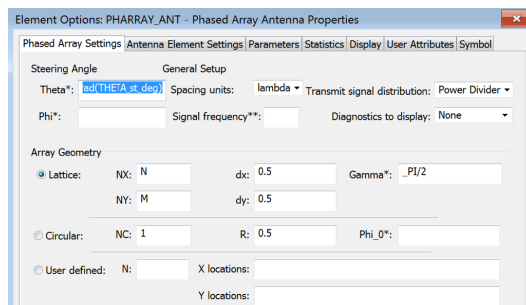 Element Options: PHARRAY_ANT - Phased Array Antenna Properties
Phased Array Settings Antenna Element Settings Parameters Statistics Display User Attributes Symbol
Steering Angle General Setup
Theta*: rad(THETA_st_deg) Spacing units: lambda Transmit signal distribution: Power Divider
Phi*: Signal frequency**: Diagnostics to display: None
Array Geometry
Lattice: NX: N dx: 0.5 Gamma*: _PI/2
NY: M dy: 0.5
Circular: NC: 1 R: 0.5 Phi_0*:
User defined: N: X locations:
Y locations: